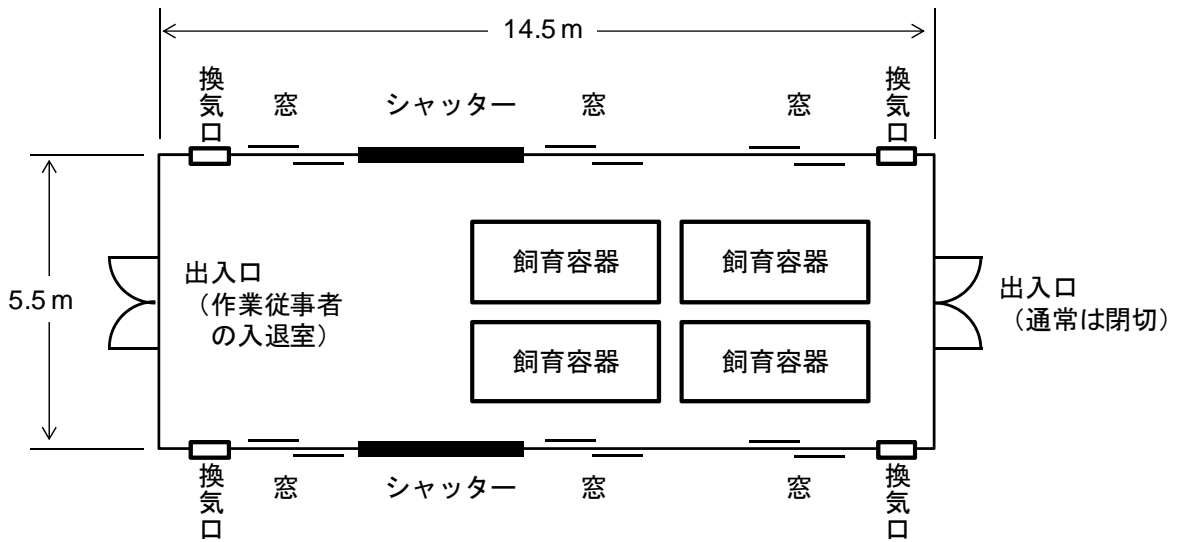 14.5 m
換気口
窓
シャッター
窓
窓
換気口
5.5 m
出入口
（作業従事者
の入退室）
飼育容器
飼育容器
飼育容器
飼育容器
出入口
（通常は閉切）
換気口
窓
シャッター
窓
窓
換気口